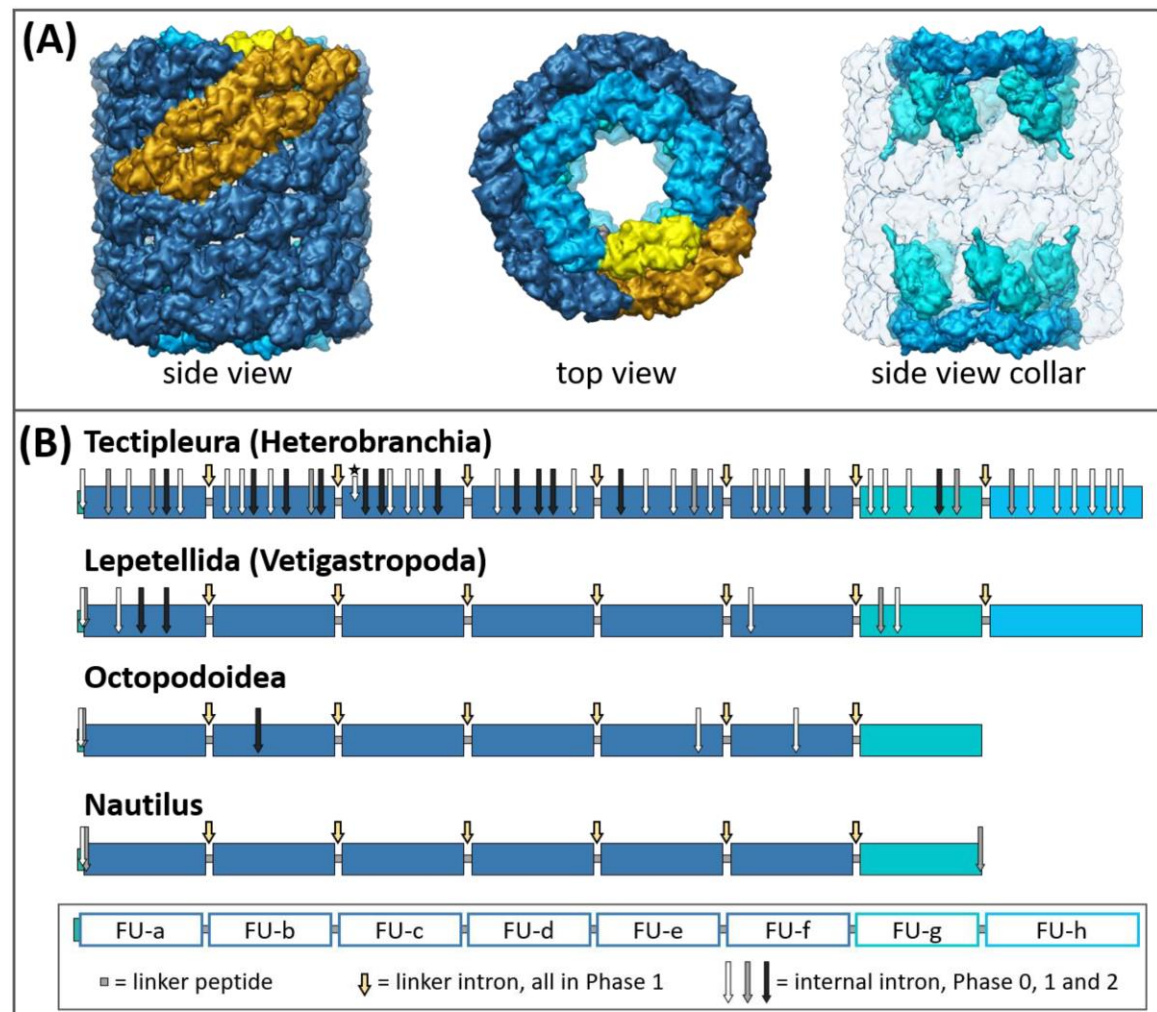 (A)
side view
top view
side view collar
(B)
Tectipleura (Heterobranchia)
Lepetellida (Vetigastropoda)
Octopodoidea
Nautilus
FU-a FU-b FU-c FU-d FU-e FU-f FU-g FU-h
= linker peptide = linker intron, all in Phase 1 = internal intron, Phase 0, 1 and 2